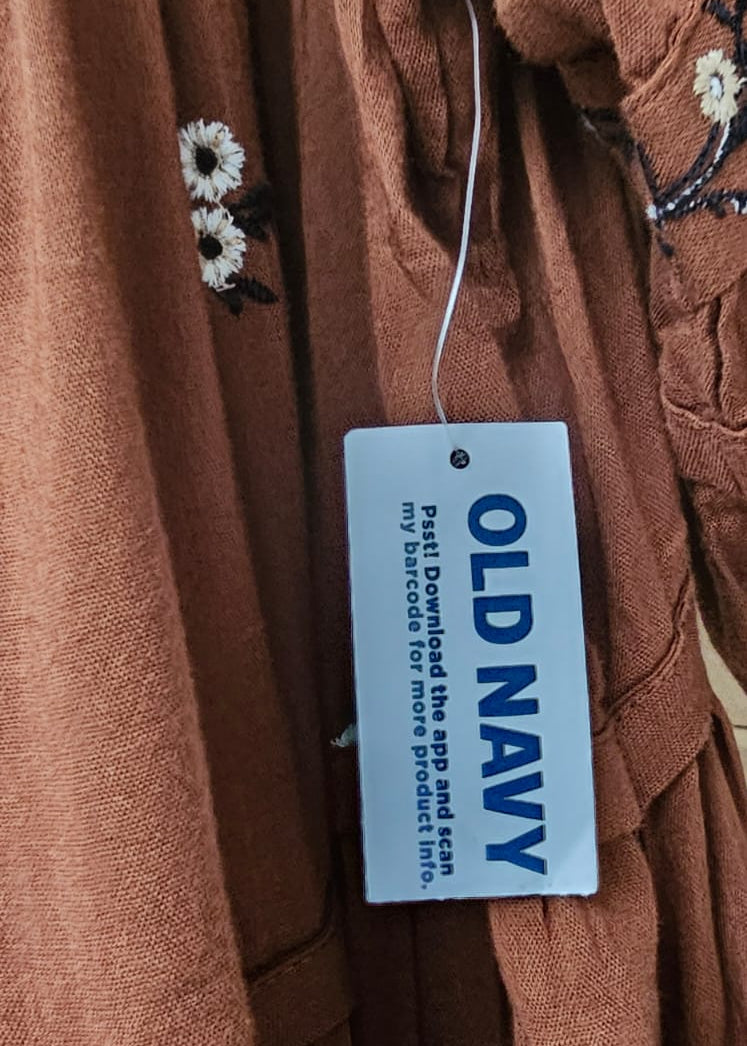 OLD NAVY
Psst! Download the app and scan
my barcode for more product info.